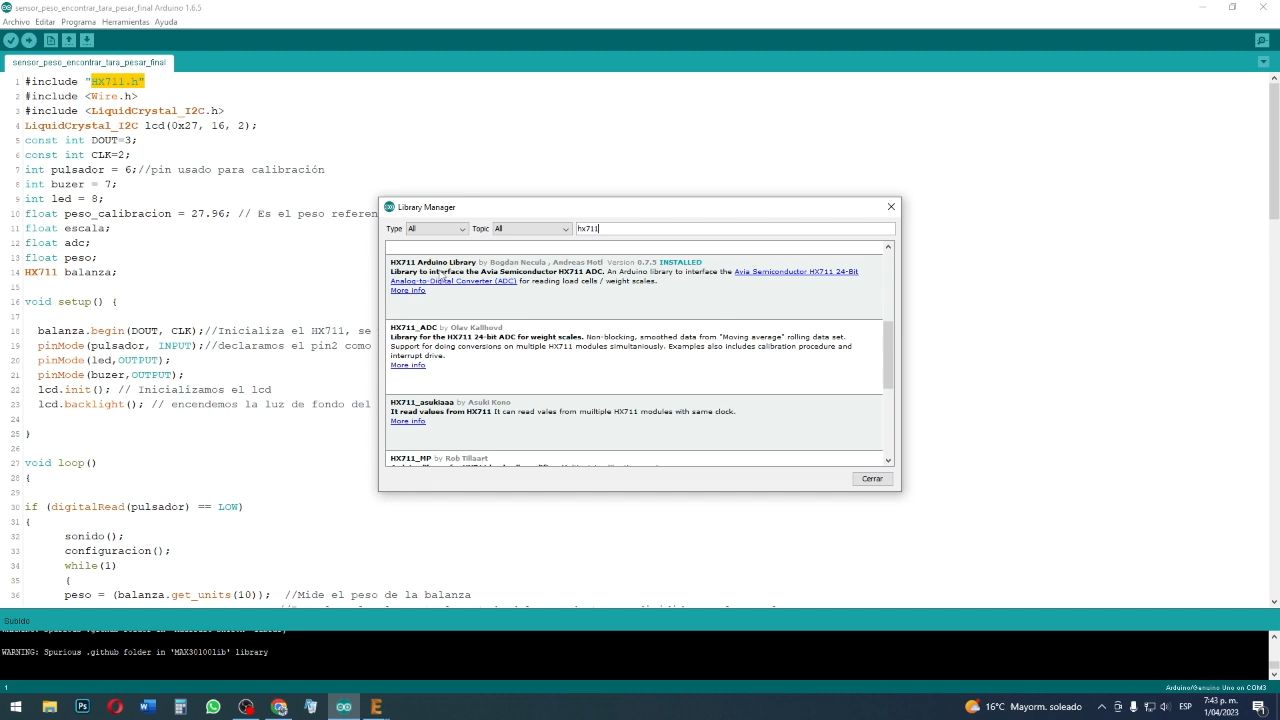 sensor_peso_encontrar_tara_pesar_final Arduino 1.6.5
Archivo Editar Programa Herramientas Ayuda
sensor_peso_encontrar_tara_pesar_final
1 #include "HX711.h"
2 #include <Wire.h>
3 #include <LiquidCrystal_I2C.h>
4 LiquidCrystal_I2C lcd(0x27, 16, 2);
5 const int DOUT=3;
6 const int CLK=2;
7 int pulsador = 6;//pin usado para calibración
8 int buzer = 7;
9 int led = 8;
10 float peso_calibracion = 27.96; // Es el peso referen
11 float escala;
12 float adc;
13 float peso;
14 HX711 balanza;
15
16 void setup() {
17
18 balanza.begin(DOUT, CLK);//Inicializa el HX711, se
19 pinMode(pulsador, INPUT);//declaramos el pin2 como
20 pinMode(led,OUTPUT);
21 pinMode(buzer,OUTPUT);
22 lcd.init(); // Inicializamos el lcd
23 lcd.backlight(); // encendemos la luz de fondo del
24
25 }
26
27 void loop()
28 {
29
30 if (digitalRead(pulsador) == LOW)
31 {
32 sonido();
33 configuracion();
34 while(1)
35 {
36 peso = (balanza.get_units(10)); //Mide el peso de la balanza
Library Manager
Type All Topic All hx711
HX711 Arduino Library by Bogdan Necula , Andreas Motl Version 0.7.5 INSTALLED
Library to interface the Avia Semiconductor HX711 ADC. An Arduino library to interface the Avia Semiconductor HX711 24-Bit
Analog-to-Digital Converter (ADC) for reading load cells / weight scales.
More info
HX711_ADC by Olav Kallhovd
Library for the HX711 24-bit ADC for weight scales. Non-blocking, smoothed data from "Moving average" rolling data set.
Support for doing conversions on multiple HX711 modules simultaniously. Examples also includes calibration procedure and
interrupt drive.
More info
HX711_asukiaaa by Asuki Kono
It read values from HX711 It can read vales from muiltiple HX711 modules with same clock.
More info
HX711_MP by Rob Tillaart
Cerrar
Subido
WARNING: Spurious .github folder in 'MAX30100lib' library
1
Arduino/Genuino Uno on COM3
16°C Mayorm. soleado
ESP
7:43 p. m.
1/04/2023